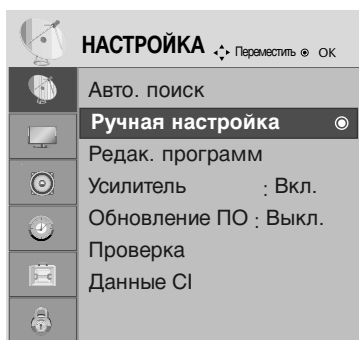 НАСТРОЙКА Переместить OK
Авто. поиск
Ручная настройка
Редак. программ
Усилитель : Вкл.
Обновление ПО : Выкл.
Проверка
Данные CI